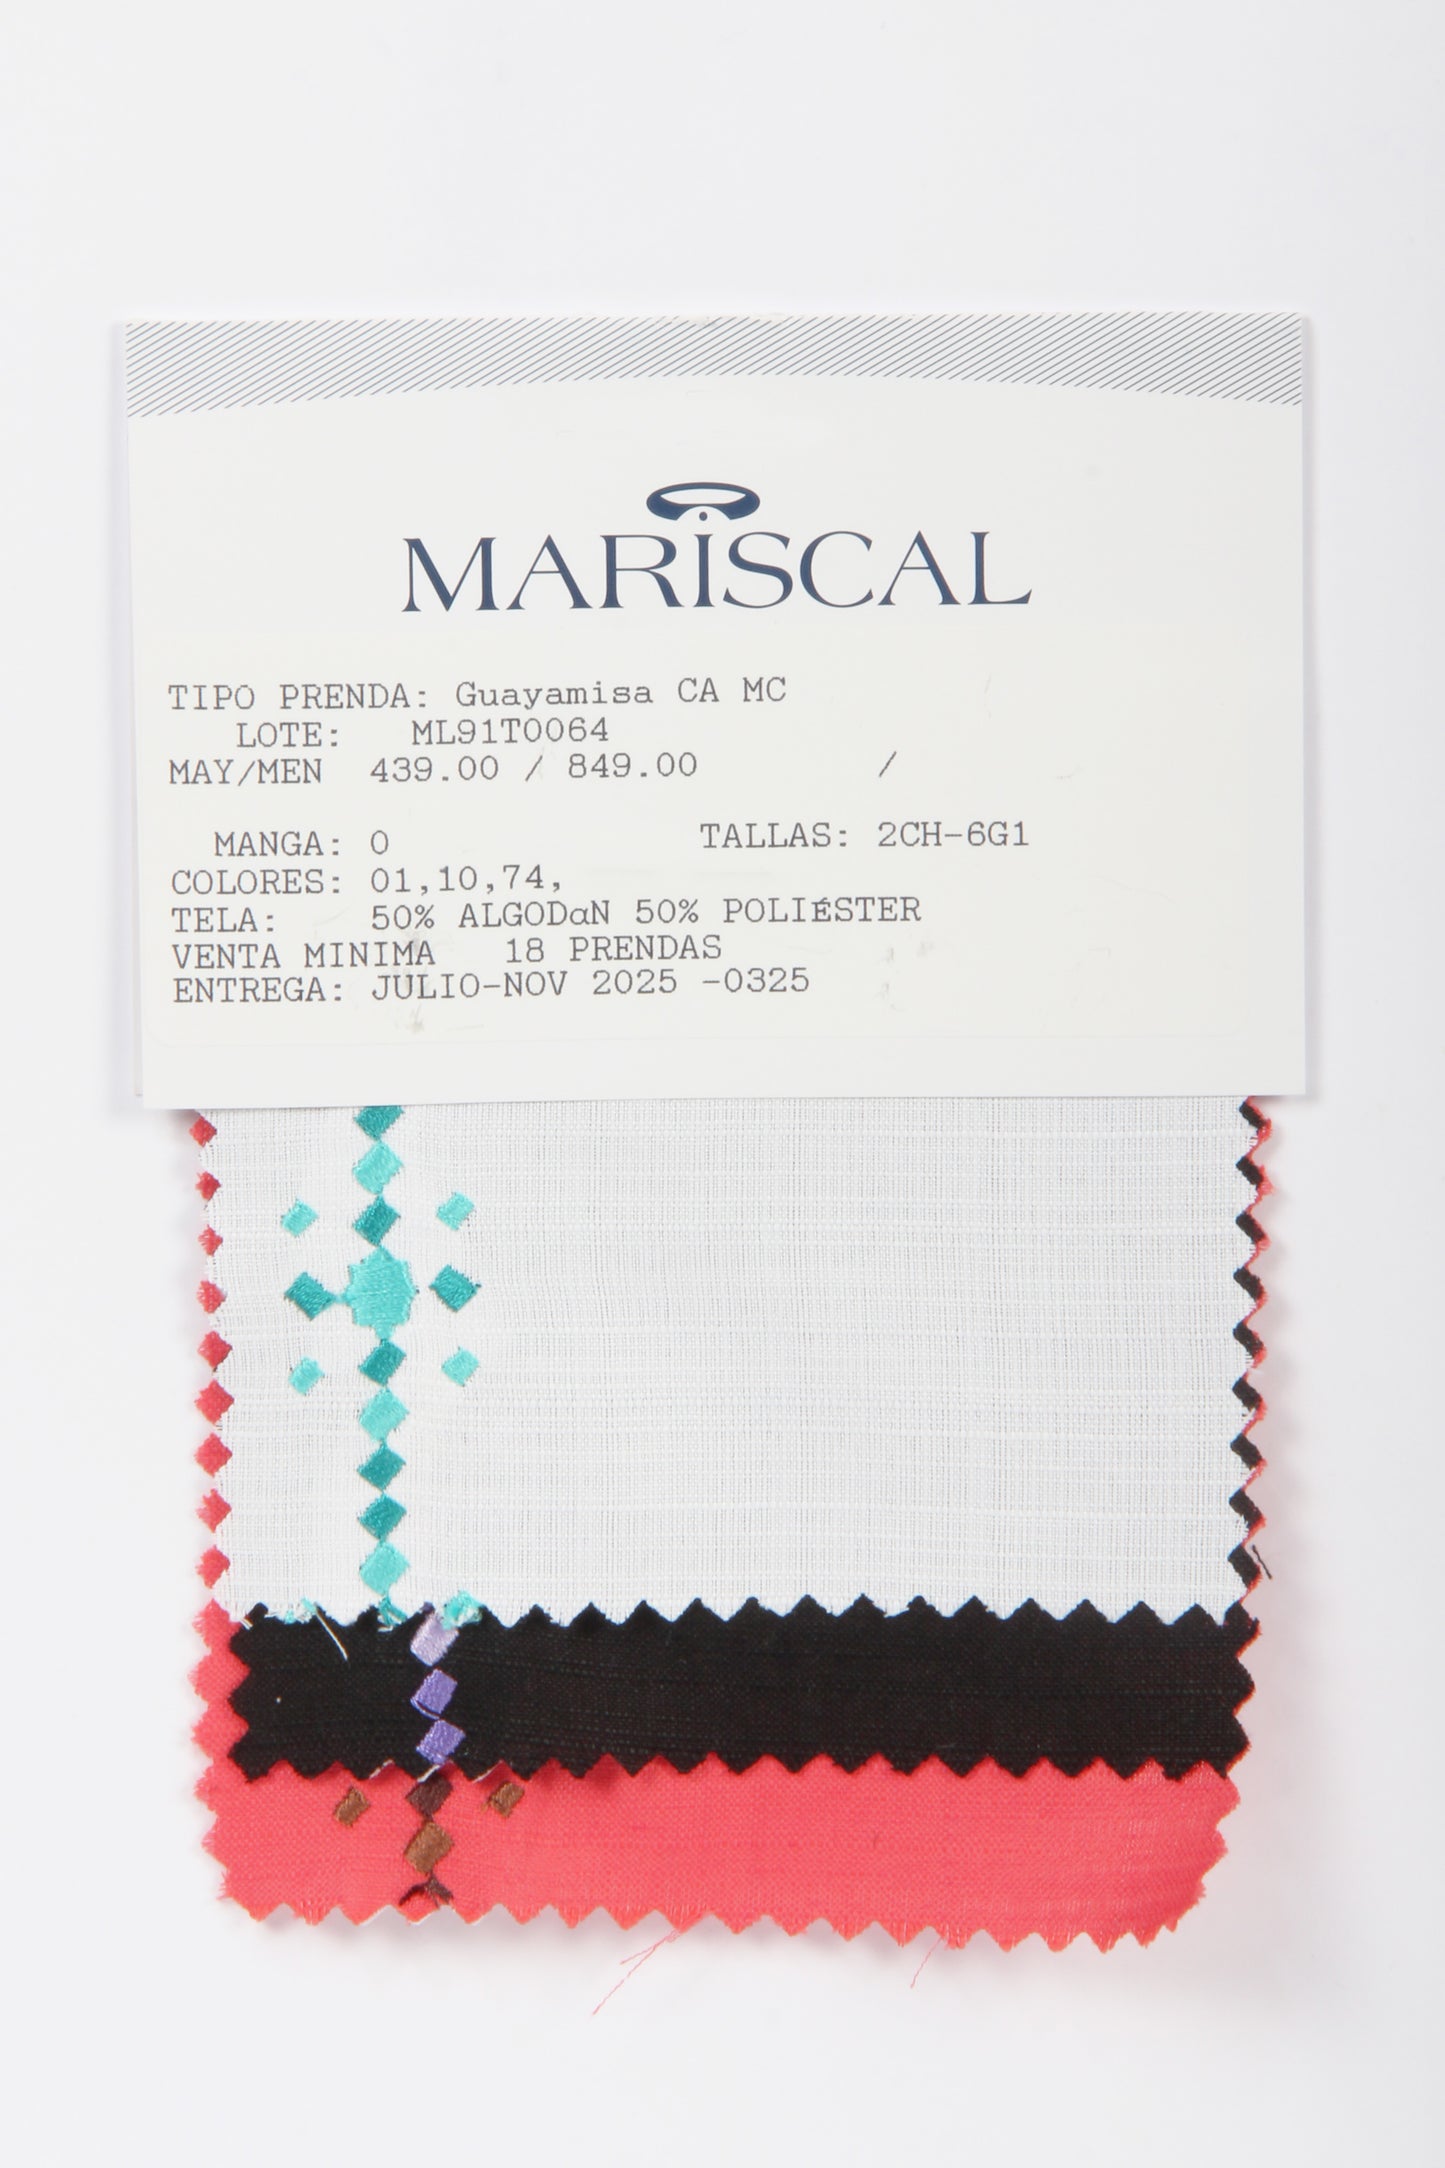 MARISCAL
TIPO PRENDA: Guayamisa CA MC
LOTE: ML91T0064
MAY/MEN 439.00 / 849.00 /
MANGA: 0 TALLAS: 2CH-6G1
COLORES: 01,10,74,
TELA: 50% ALGODαN 50% POLIÉSTER
VENTA MINIMA 18 PRENDAS
ENTREGA: JULIO-NOV 2025 -0325